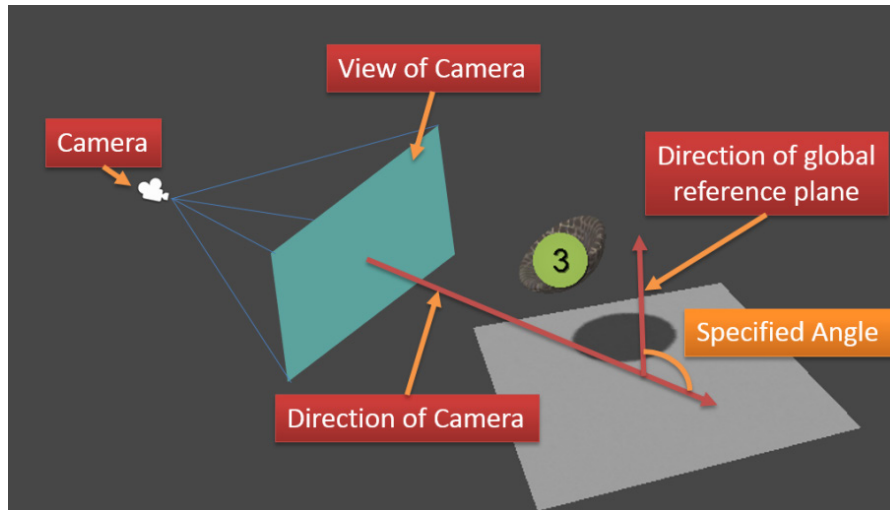 View of Camera
Camera
Direction of global
reference plane
3
Specified Angle
Direction of Camera